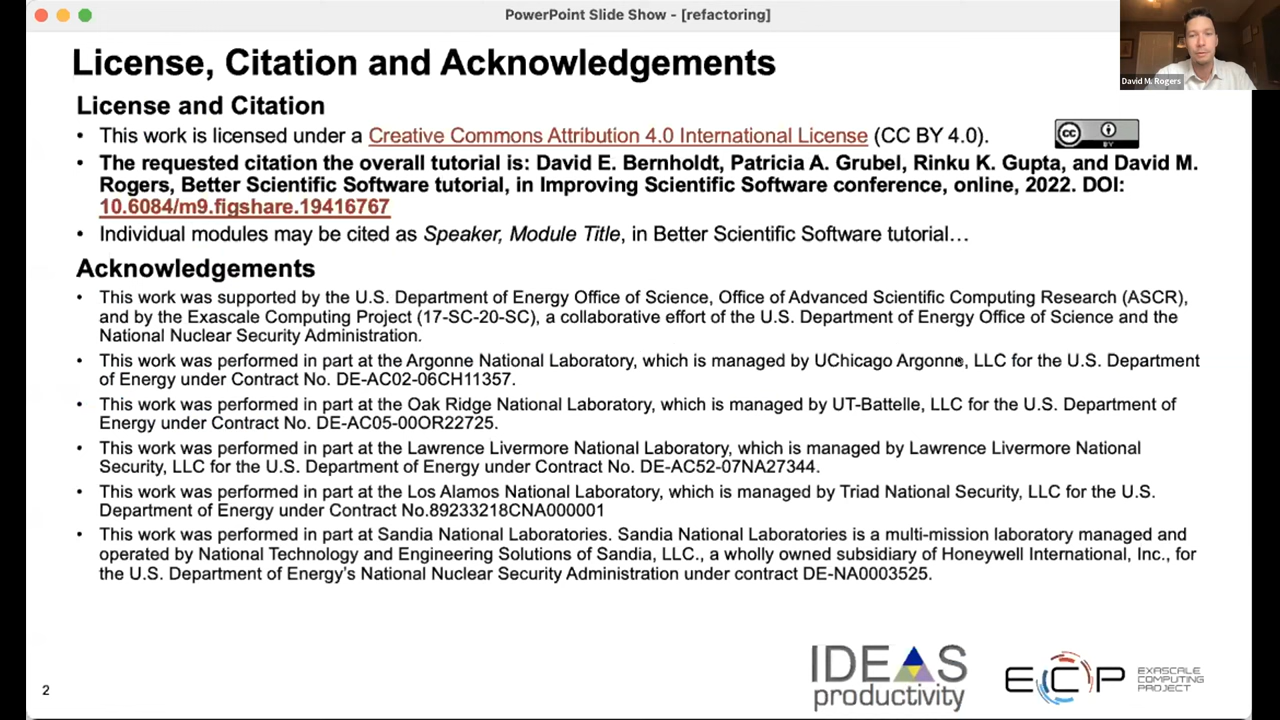 PowerPoint Slide Show - [refactoring]
David M. Rogers
License, Citation and Acknowledgements
License and Citation
• This work is licensed under a Creative Commons Attribution 4.0 International License (CC BY 4.0).
cc BY
• The requested citation the overall tutorial is: David E. Bernholdt, Patricia A. Grubel, Rinku K. Gupta, and David M.
Rogers, Better Scientific Software tutorial, in Improving Scientific Software conference, online, 2022. DOI:
10.6084/m9.figshare.19416767
• Individual modules may be cited as Speaker, Module Title, in Better Scientific Software tutorial…
Acknowledgements
• This work was supported by the U.S. Department of Energy Office of Science, Office of Advanced Scientific Computing Research (ASCR),
and by the Exascale Computing Project (17-SC-20-SC), a collaborative effort of the U.S. Department of Energy Office of Science and the
National Nuclear Security Administration.
• This work was performed in part at the Argonne National Laboratory, which is managed by UChicago Argonne, LLC for the U.S. Department
of Energy under Contract No. DE-AC02-06CH11357.
• This work was performed in part at the Oak Ridge National Laboratory, which is managed by UT-Battelle, LLC for the U.S. Department of
Energy under Contract No. DE-AC05-00OR22725.
• This work was performed in part at the Lawrence Livermore National Laboratory, which is managed by Lawrence Livermore National
Security, LLC for the U.S. Department of Energy under Contract No. DE-AC52-07NA27344.
• This work was performed in part at the Los Alamos National Laboratory, which is managed by Triad National Security, LLC for the U.S.
Department of Energy under Contract No.89233218CNA000001
• This work was performed in part at Sandia National Laboratories. Sandia National Laboratories is a multi-mission laboratory managed and
operated by National Technology and Engineering Solutions of Sandia, LLC., a wholly owned subsidiary of Honeywell International, Inc., for
the U.S. Department of Energy's National Nuclear Security Administration under contract DE-NA0003525.
2
IDEAS
productivity
ECP
EXASCALE
COMPUTING
PROJECT